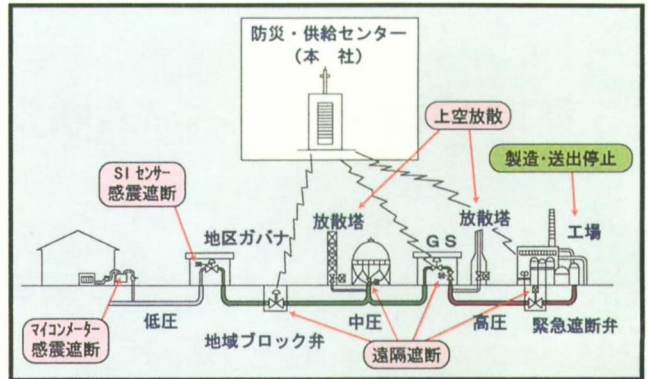 防災・供給センター
(本 社)
上空放散
製造・送出停止
SIセンサー
感震遮断
放散塔
放散塔
工場
地区ガバナ
GS
マイコンメーター
感震遮断
低圧
地域ブロック弁
中圧
遠隔遮断
高圧
緊急遮断弁